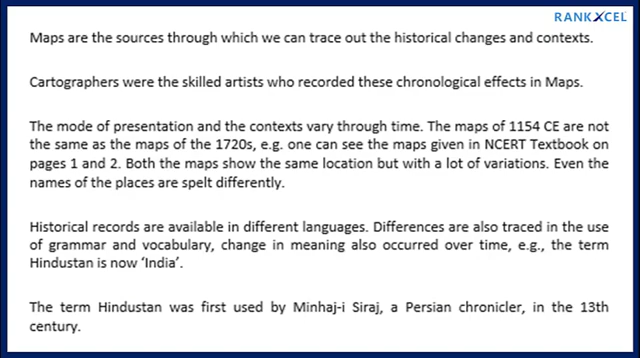 RANKXCEL
Maps are the sources through which we can trace out the historical changes and contexts.
Cartographers were the skilled artists who recorded these chronological effects in Maps.
The mode of presentation and the contexts vary through time. The maps of 1154 CE are not
the same as the maps of the 1720s, e.g. one can see the maps given in NCERT Textbook on
pages 1 and 2. Both the maps show the same location but with a lot of variations. Even the
names of the places are spelt differently.
Historical records are available in different languages. Differences are also traced in the use
of grammar and vocabulary, change in meaning also occurred over time, e.g., the term
Hindustan is now ‘India’.
The term Hindustan was first used by Minhaj-i Siraj, a Persian chronicler, in the 13th
century.